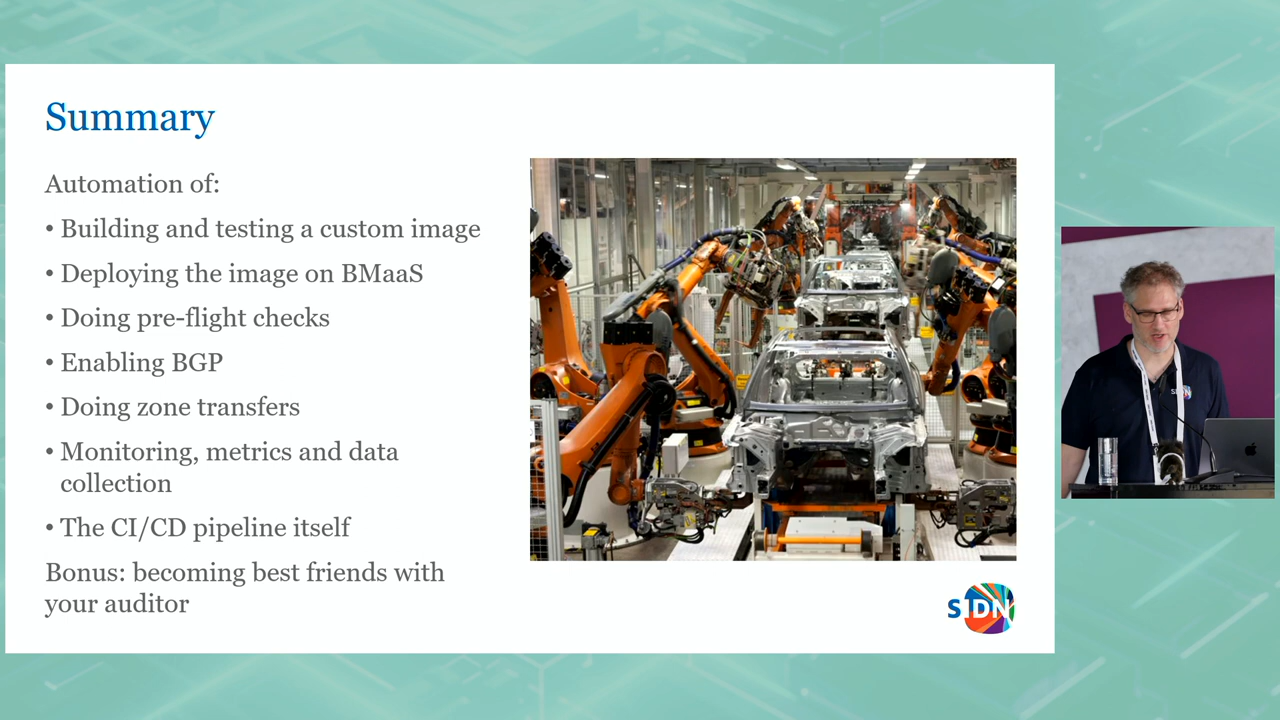 Summary
Automation of:
• Building and testing a custom image
• Deploying the image on BMaaS
• Doing pre-flight checks
• Enabling BGP
• Doing zone transfers
• Monitoring, metrics and data
collection
• The CI/CD pipeline itself
Bonus: becoming best friends with
your auditor
SIDN